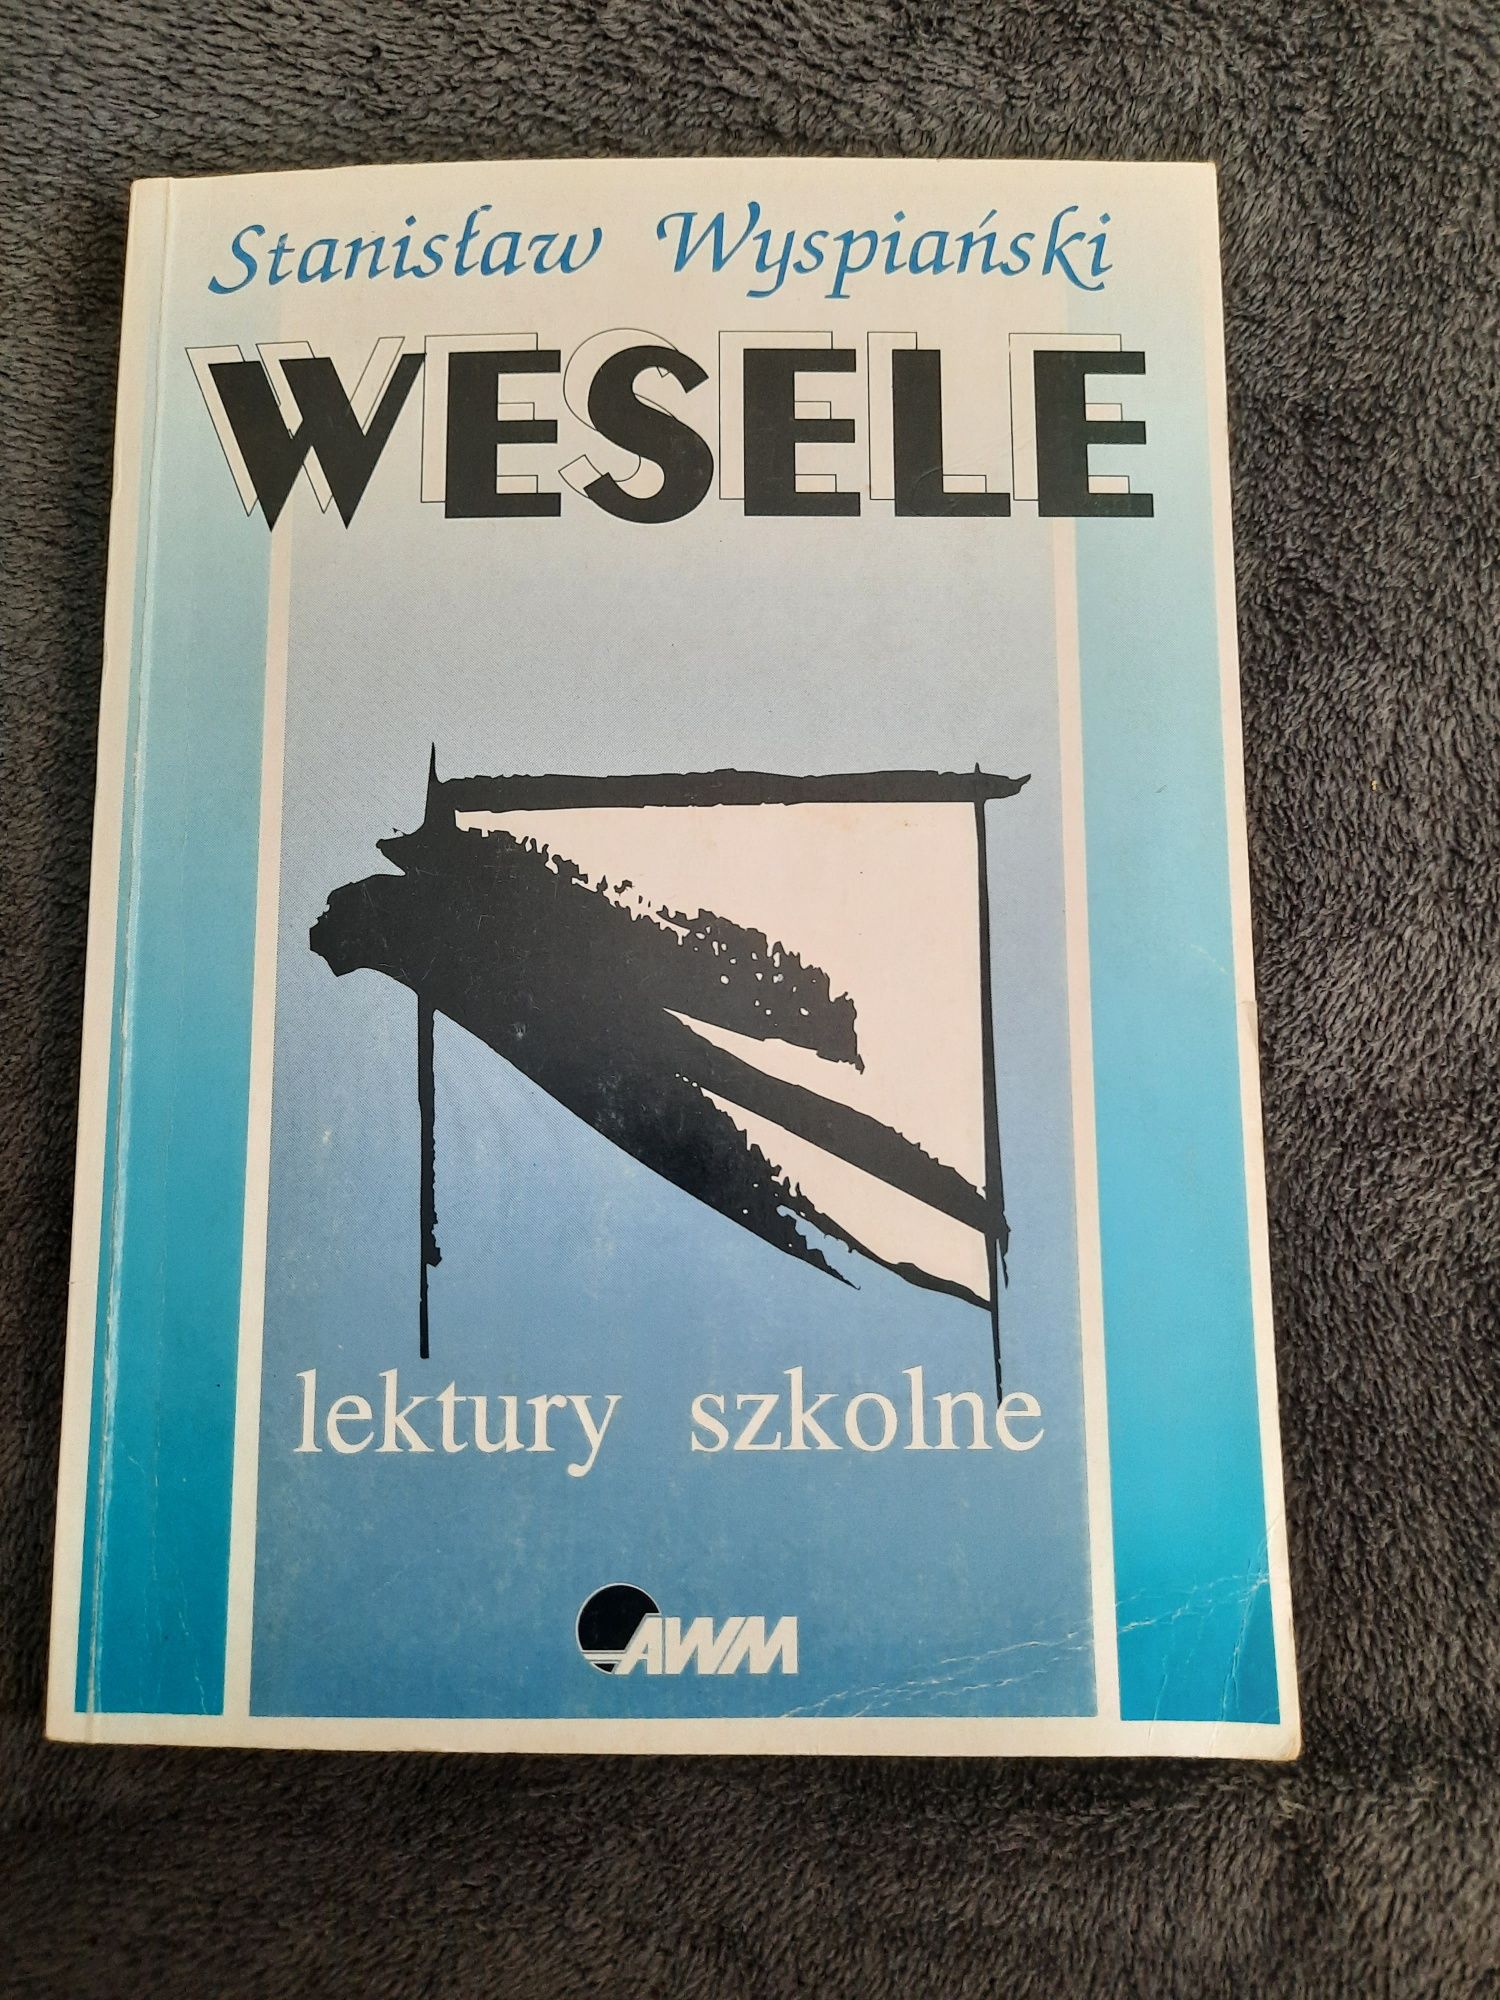 Stanisław Wyspiański
WESELE
lektury szkolne
AWM